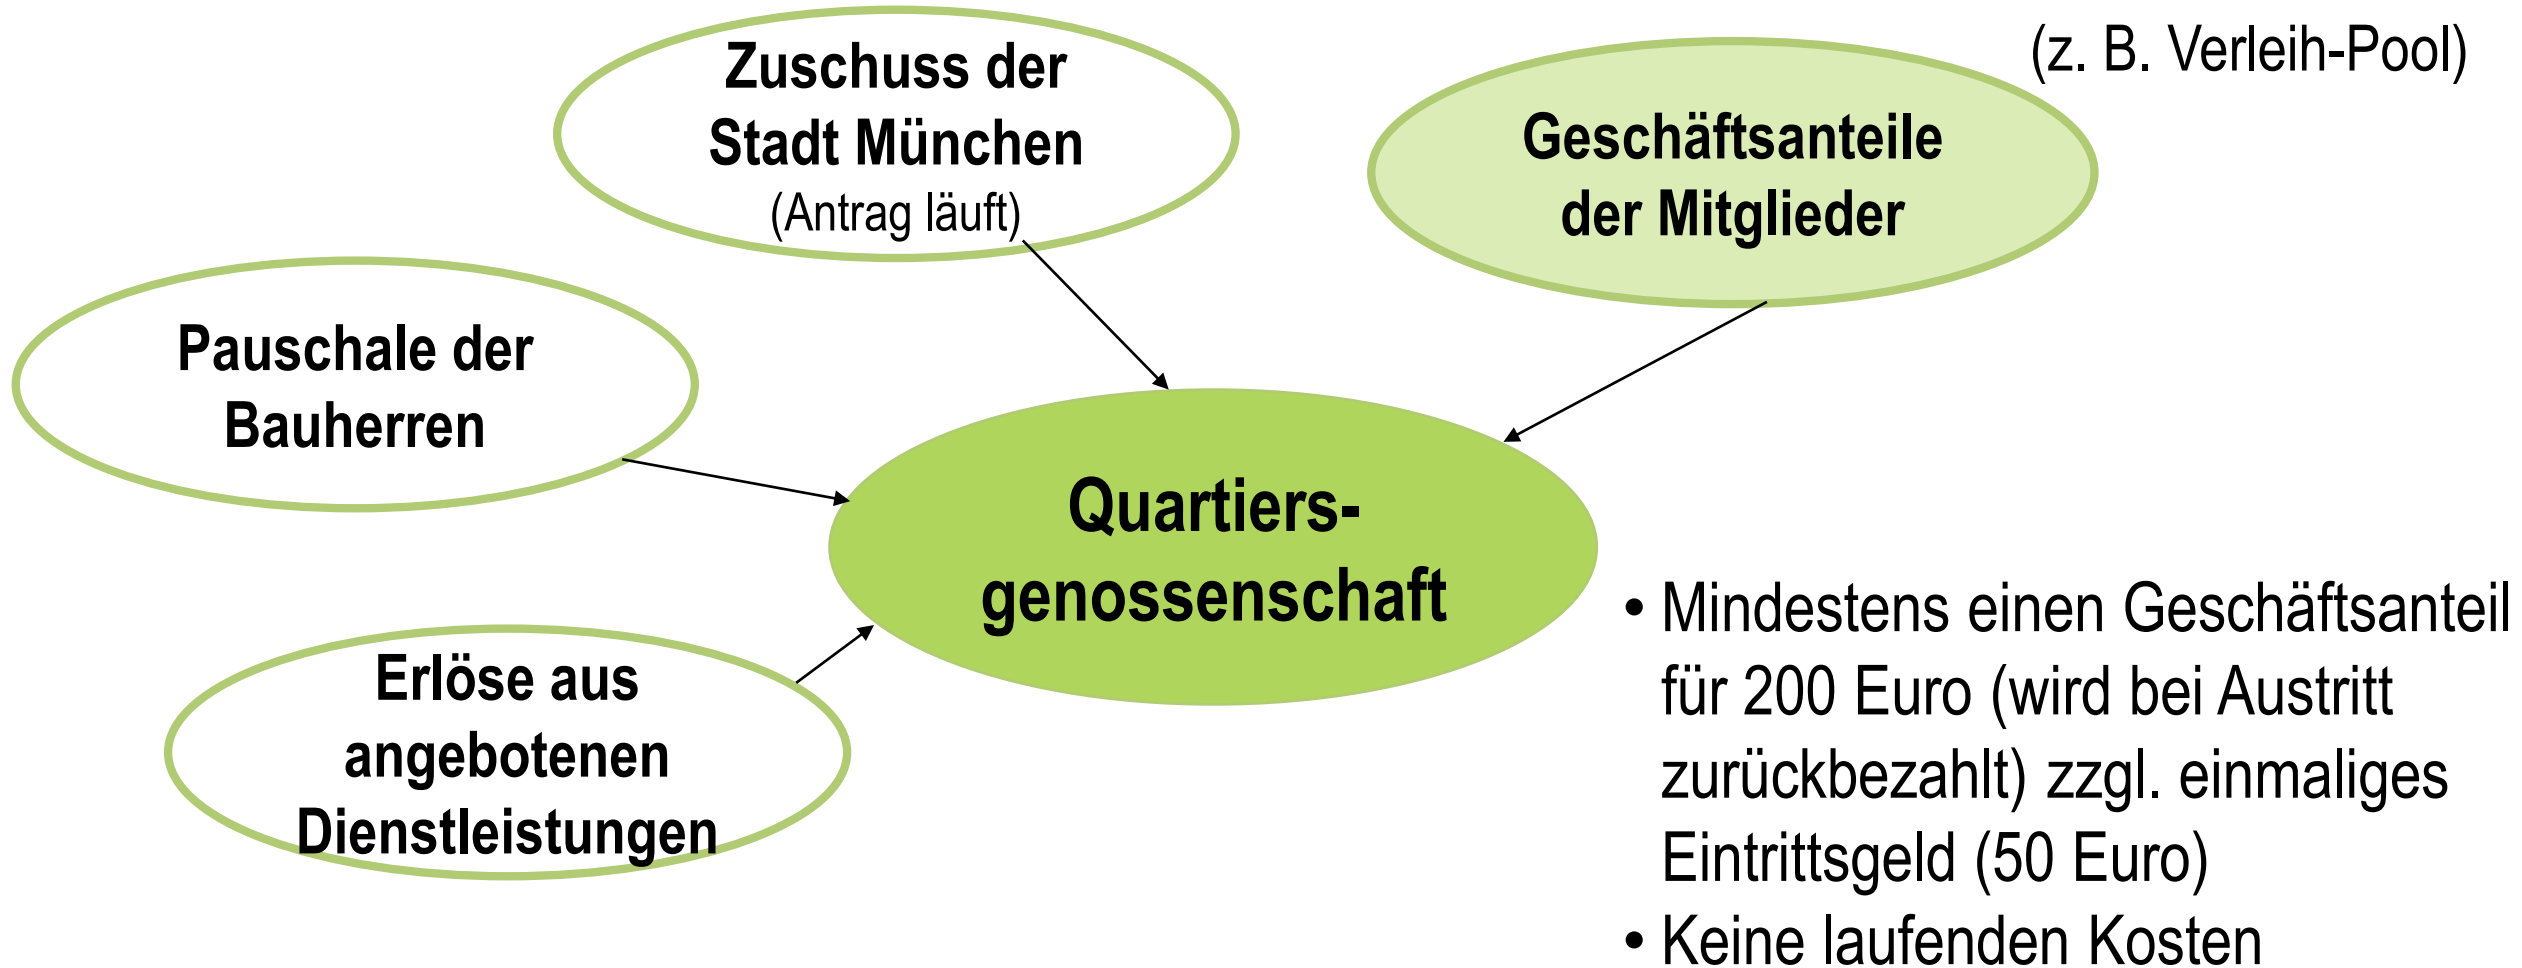 (z. B. Verleih-Pool)
Zuschuss der
Stadt München
(Antrag läuft)
Geschäftsanteile
der Mitglieder
Pauschale der
Bauherren
Quartiers-
genossenschaft
Erlöse aus
angebotenen
Dienstleistungen
• Mindestens einen Geschäftsanteil
für 200 Euro (wird bei Austritt
zurückbezahlt) zzgl. einmaliges
Eintrittsgeld (50 Euro)
• Keine laufenden Kosten